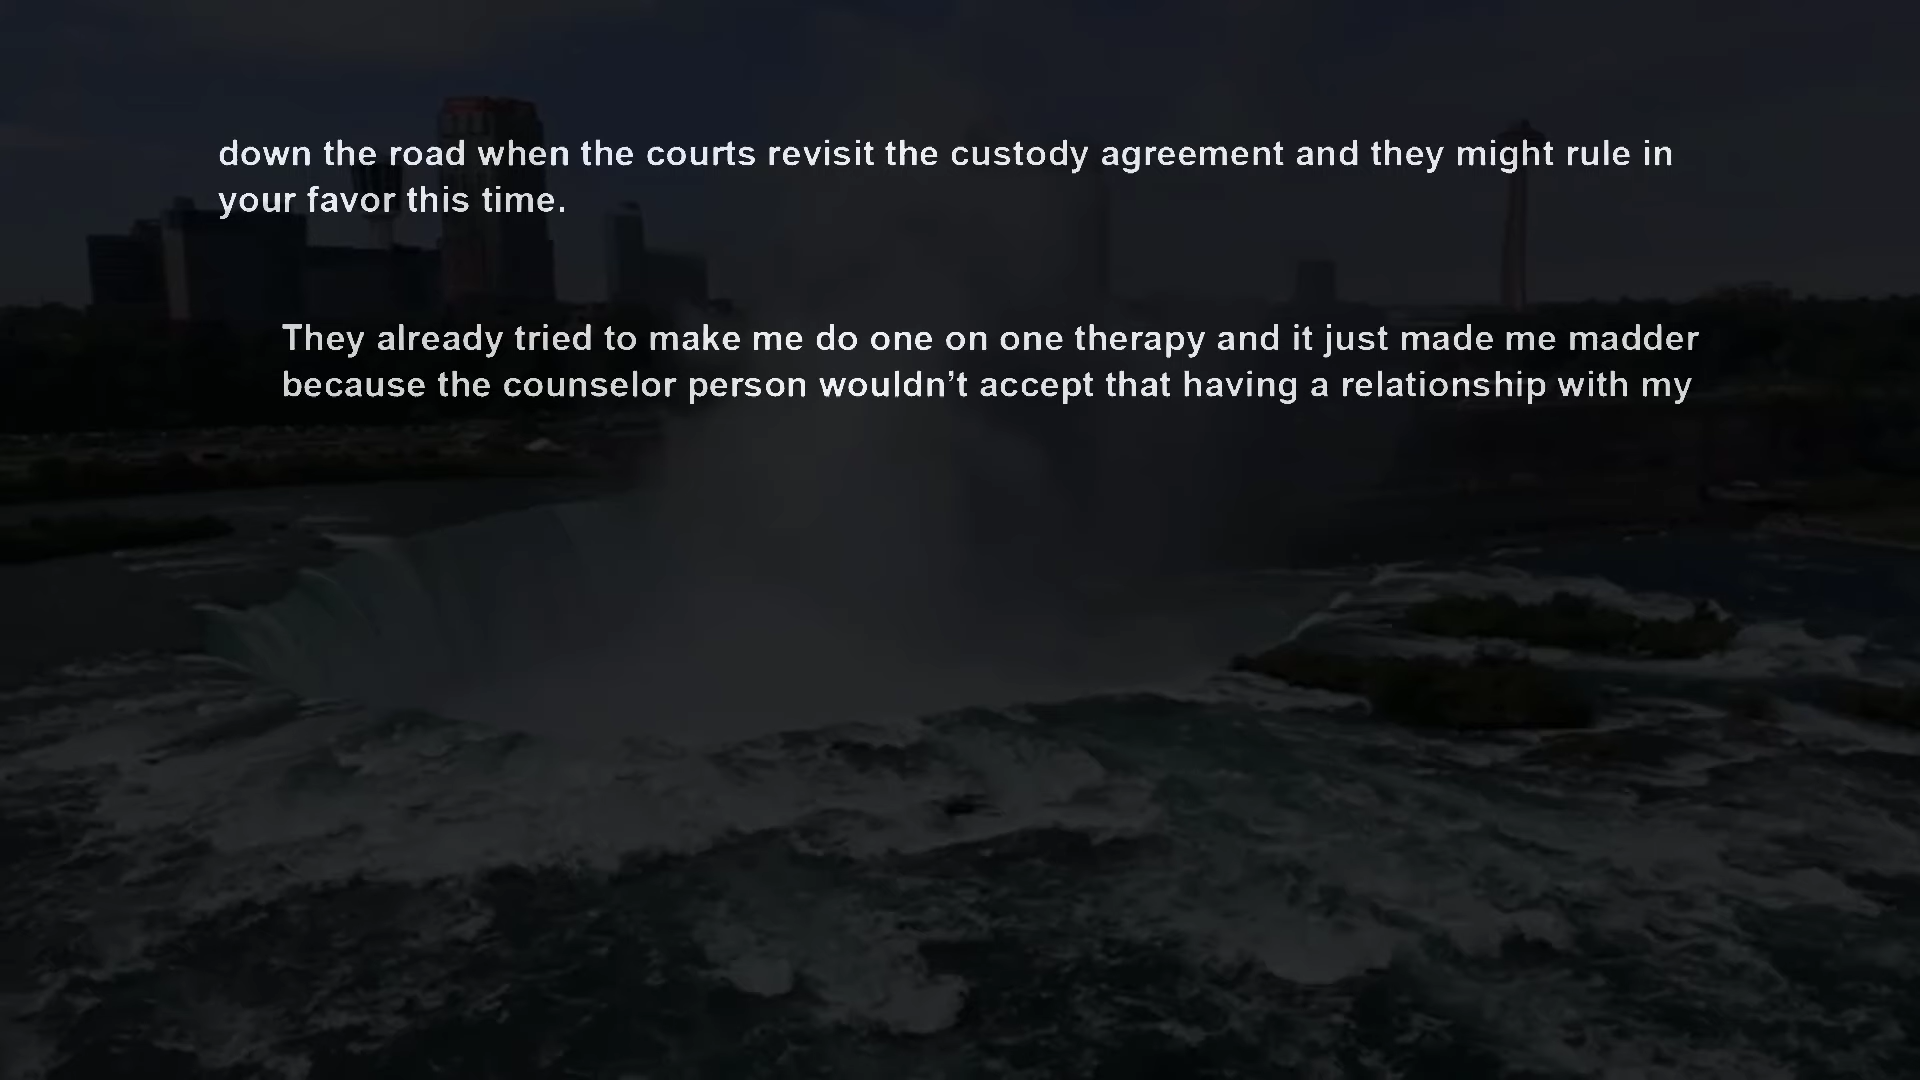 down the road when the courts revisit the custody agreement and they might rule in
your favor this time.
They already tried to make me do one on one therapy and it just made me madder
because the counselor person wouldn’t accept that having a relationship with my